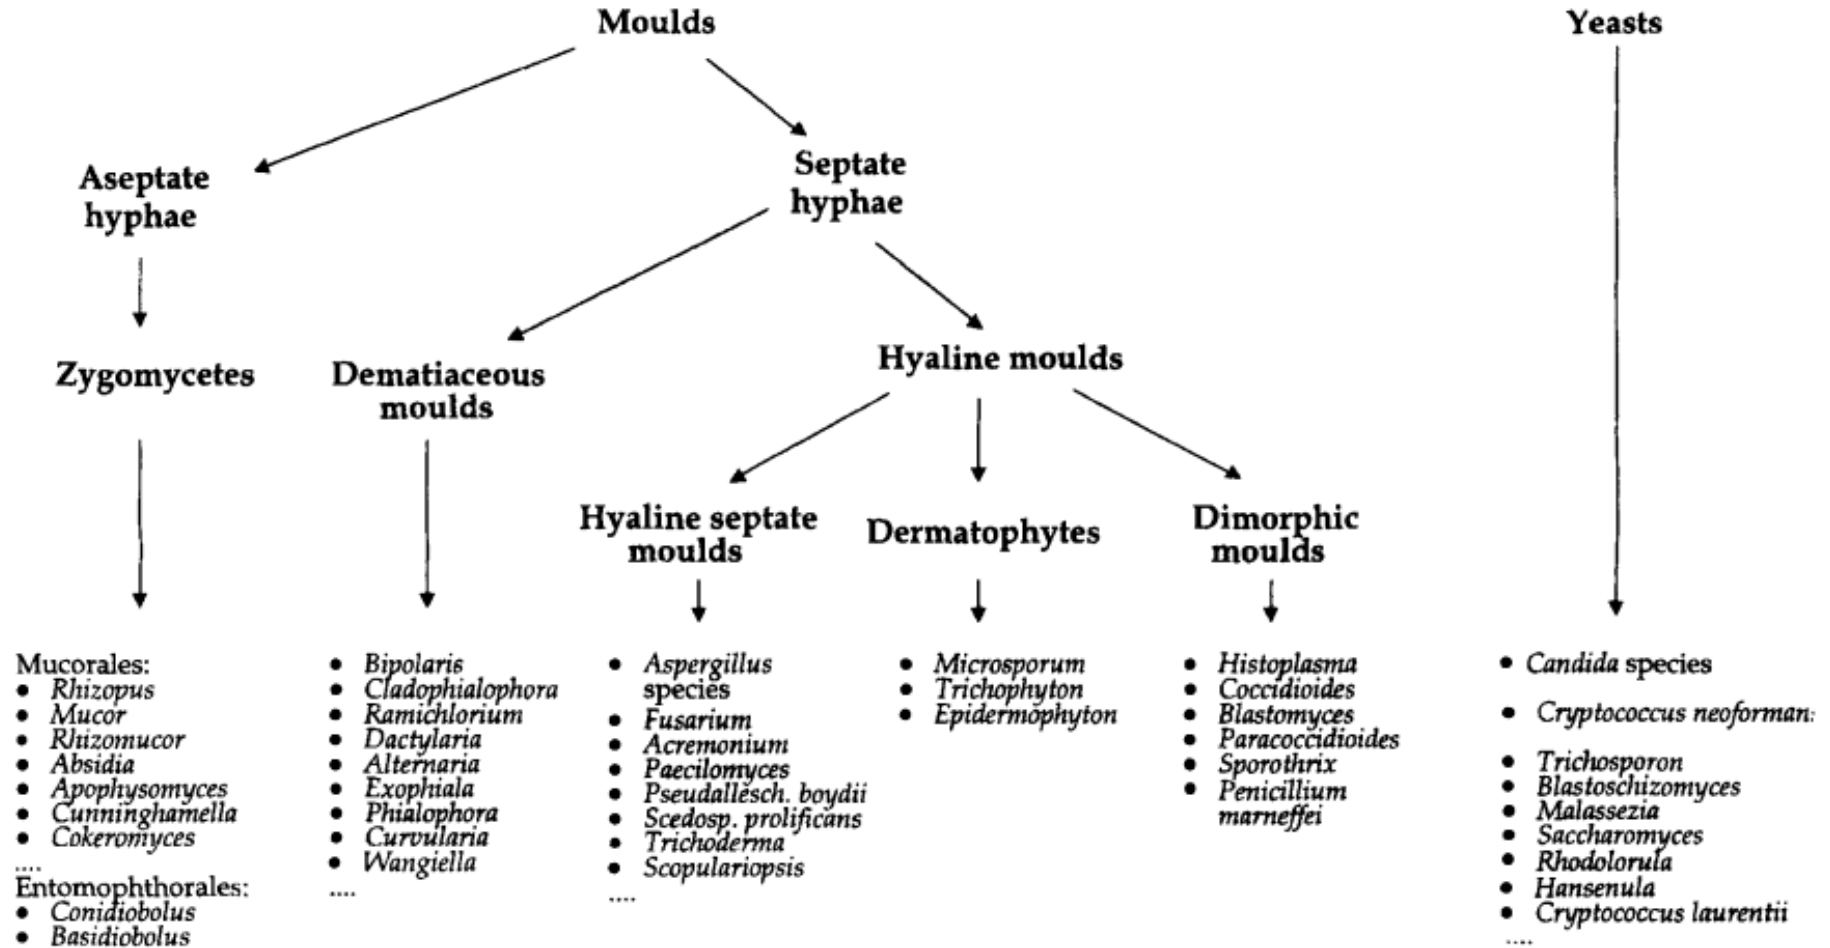 Moulds
Yeasts
Aseptate
hyphae
Septate
hyphae
Zygomycetes
Dematiaceous
moulds
Hyaline moulds
Hyaline septate
moulds
Dermatophytes
Dimorphic
moulds
Mucorales:
• Rhizopus
• Mucor
• Rhizomucor
• Absidia
• Apophysomyces
• Cunninghamella
• Cokeromyces
....
Entomophthorales:
• Conidiobolus
• Basidiobolus
• Bipolaris
• Cladophialophora
• Ramichlorium
• Dactylaria
• Alternaria
• Exophiala
• Phialophora
• Curvularia
• Wangiella
....
• Aspergillus
species
• Fusarium
• Acremonium
• Paecilomyces
• Pseudallesch. boydii
• Scedosp. prolificans
• Trichoderma
• Scopulariopsis
....
• Microsporum
• Trichophyton
• Epidermophyton
• Histoplasma
• Coccidioides
• Blastomyces
• Paracoccidioides
• Sporothrix
• Penicillium
marneffei
• Candida species
• Cryptococcus neoforman:
• Trichosporon
• Blastoschizomyces
• Malassezia
• Saccharomyces
• Rhodolorula
• Hansenula
• Cryptococcus laurentii
....